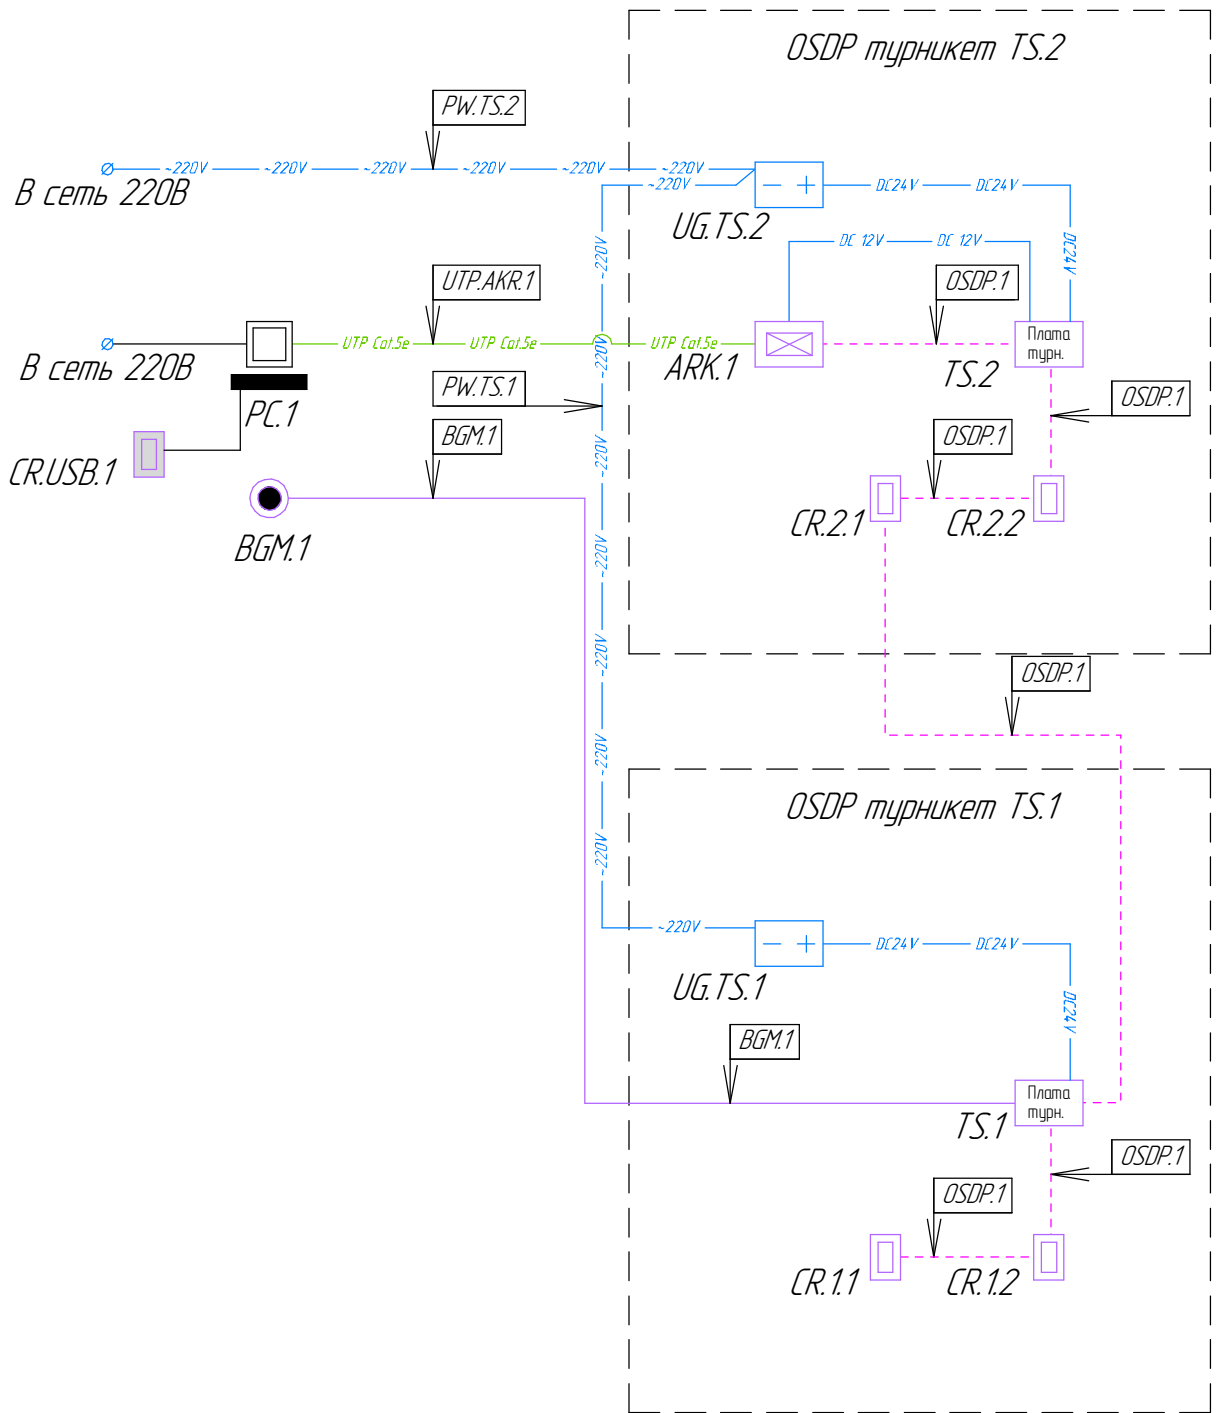 OSDP турникет TS.2
PW.TS.2
~220V ~220V ~220V ~220V ~220V ~220V
В сеть 220В
~220V
DC24V DC24V
UG.TS.2
DC 12V DC 12V
DC24V
~220V
UTP.AKR.1
OSDP.1
В сеть 220В
UTP Cat.5e UTP Cat.5e UTP Cat.5e
Плата
турн.
ARK.1
TS.2
~220V
PW.TS.1
OSDP.1
PC.1
BGM.1
OSDP.1
CR.USB.1
~220V
CR.2.1
CR.2.2
BGM.1
~220V
~220V
OSDP.1
~220V
OSDP турникет TS.1
~220V
~220V
DC24V DC24V
UG.TS.1
DC24V
BGM.1
Плата
турн.
TS.1
OSDP.1
OSDP.1
CR.1.1
CR.1.2